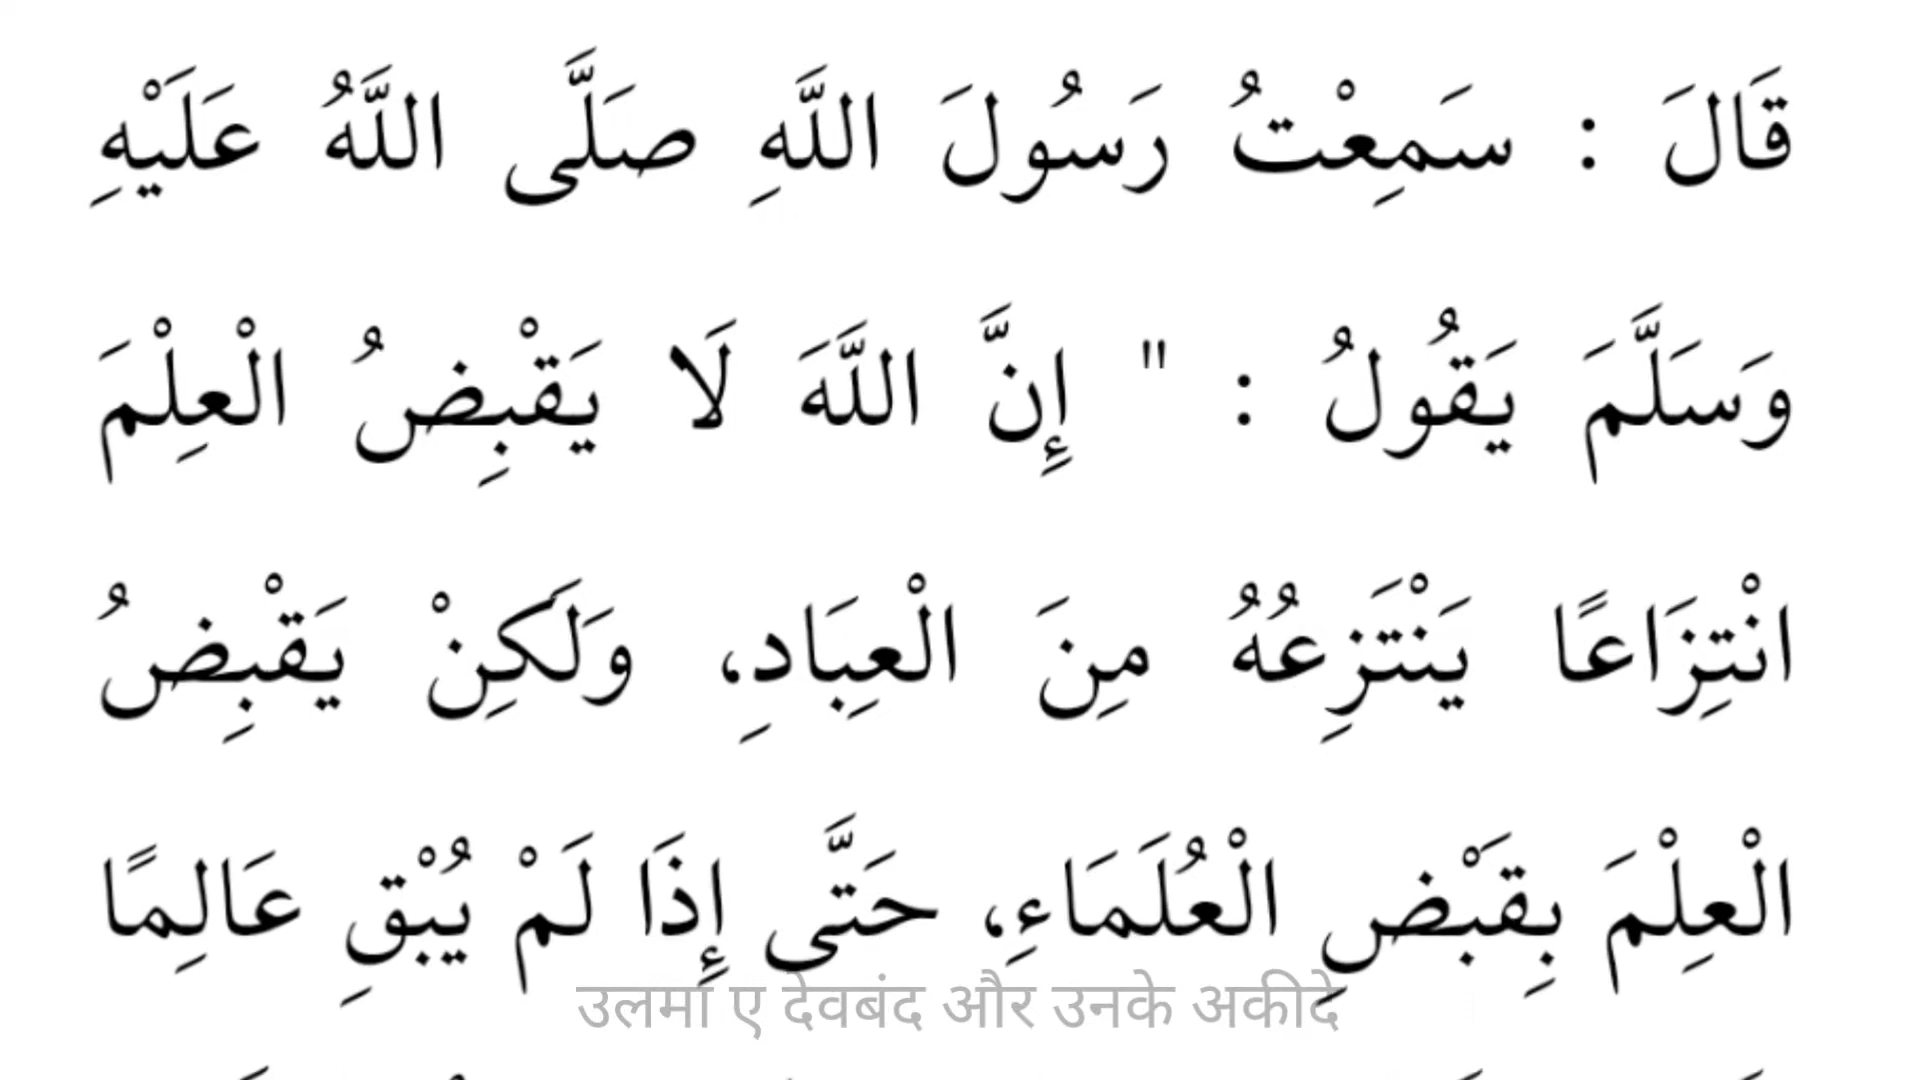 قَالَ : سَمِعْتُ رَسُولَ اللَّهِ صَلَّى اللَّهُ عَلَيْهِ
وَسَلَّمَ يَقُولُ : " إِنَّ اللَّهَ لَا يَقْبِضُ الْعِلْمَ
انْتِزَاعًا يَنْتَزِعُهُ مِنَ الْعِبَادِ، وَلَكِنْ يَقْبِضُ
الْعِلْمَ بِقَبْضِ الْعُلَمَاءِ، حَتَّى إِذَا لَمْ يُبْقِ عَالِمًا
उलमा ए देवबंद और उनके अकीदे